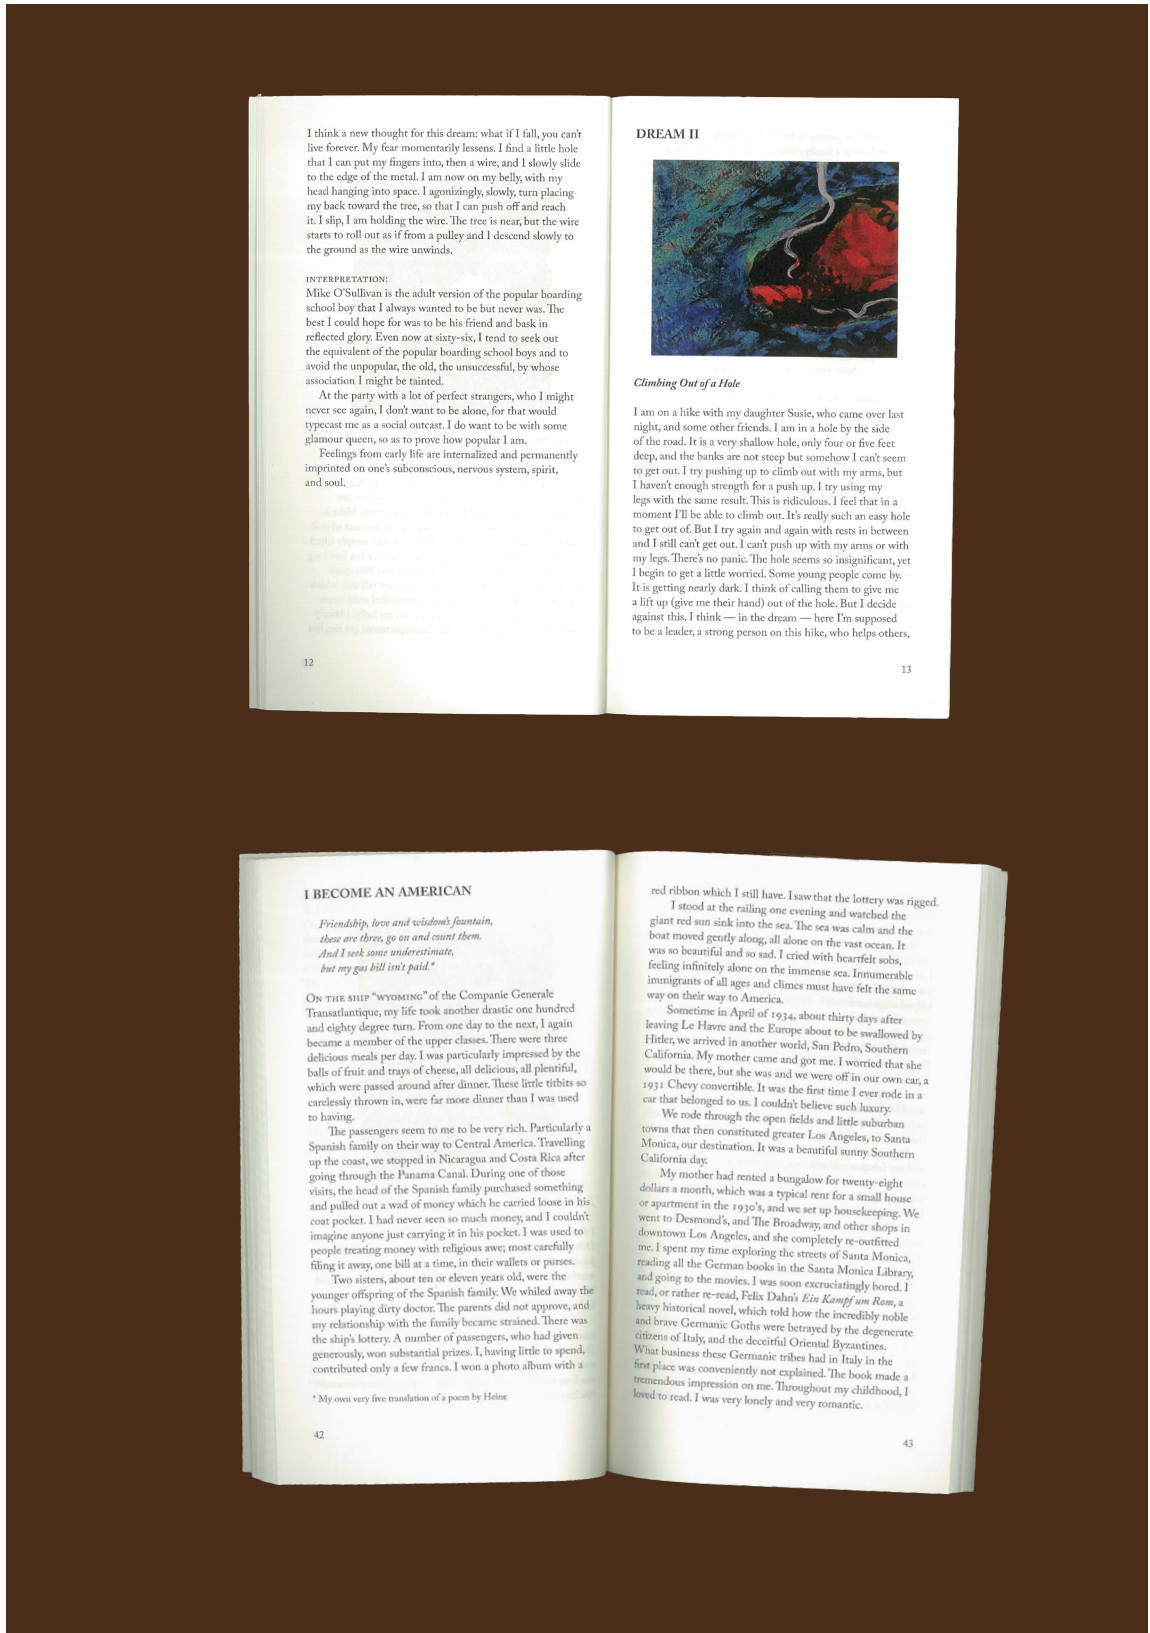 I think a new thought for this dream: what if I fall, you can't
live forever. My fear momentarily lessens. I find a little hole
that I can put my fingers into, then a wire, and I slowly slide
to the edge of the metal. I am now on my belly, with my
head hanging into space. I agonizingly, slowly, turn placing
my back toward the tree, so that I can push off and reach
it. I slip, I am holding the wire. The tree is near, but the wire
starts to roll out as if from a pulley and I descend slowly to
the ground as the wire unwinds.
INTERPRETATION:
Mike O'Sullivan is the adult version of the popular boarding
school boy that I always wanted to be but never was. The
best I could hope for was to be his friend and bask in
reflected glory. Even now at sixty-six, I tend to seek out
the equivalent of the popular boarding school boys and to
avoid the unpopular, the old, the unsuccessful, by whose
association I might be tainted.
At the party with a lot of perfect strangers, who I might
never see again, I don't want to be alone, for that would
typecast me as a social outcast. I do want to be with some
glamour queen, so as to prove how popular I am.
Feelings from early life are internalized and permanently
imprinted on one's subconscious, nervous system, spirit,
and soul.
12
DREAM II
Climbing Out of a Hole
I am on a hike with my daughter Susie, who came over last
night, and some other friends. I am in a hole by the side
of the road. It is a very shallow hole, only four or five feet
deep, and the banks are not steep but somehow I can't seem
to get out. I try pushing up to climb out with my arms, but
I haven't enough strength for a push up. I try using my
legs with the same result. This is ridiculous. I feel that in a
moment I'll be able to climb out. It's really such an easy hole
to get out of. But I try again and again with rests in between
and I still can't get out. I can't push up with my arms or with
my legs. There's no panic. The hole seems so insignificant, yet
I begin to get a little worried. Some young people come by.
It is getting nearly dark. I think of calling them to give me
a lift up (give me their hand) out of the hole. But I decide
against this. I think — in the dream — here I'm supposed
to be a leader, a strong person on this hike, who helps others,
13
I BECOME AN AMERICAN
Friendship, love and wisdom's fountain,
these are three, go on and count them.
And I seek some underestimate,
but my gas bill isn't paid.*
ON THE SHIP "WYOMING" of the Companie Generale
Transatlantique, my life took another drastic one hundred
and eighty degree turn. From one day to the next, I again
became a member of the upper classes. There were three
delicious meals per day. I was particularly impressed by the
balls of fruit and trays of cheese, all delicious, all plentiful,
which were passed around after dinner. These little titbits so
carelessly thrown in, were far more dinner than I was used
to having.
The passengers seem to me to be very rich. Particularly a
Spanish family on their way to Central America. Travelling
up the coast, we stopped in Nicaragua and Costa Rica after
going through the Panama Canal. During one of those
visits, the head of the Spanish family purchased something
and pulled out a wad of money which he carried loose in his
coat pocket. I had never seen so much money, and I couldn't
imagine anyone just carrying it in his pocket. I was used to
people treating money with religious awe; most carefully
filing it away, one bill at a time, in their wallets or purses.
Two sisters, about ten or eleven years old, were the
younger offspring of the Spanish family. We whiled away the
hours playing dirty doctor. The parents did not approve, and
my relationship with the family became strained. There was
the ship's lottery. A number of passengers, who had given
generously, won substantial prizes. I, having little to spend,
contributed only a few francs. I won a photo album with a
* My own very free translation of a poem by Heine
42
red ribbon which I still have. I saw that the lottery was rigged.
I stood at the railing one evening and watched the
giant red sun sink into the sea. The sea was calm and the
boat moved gently along, all alone on the vast ocean. It
was so beautiful and so sad. I cried with heartfelt sobs,
feeling infinitely alone on the immense sea. Innumerable
immigrants of all ages and climes must have felt the same
way on their way to America.
Sometime in April of 1934, about thirty days after
leaving Le Havre and the Europe about to be swallowed by
Hitler, we arrived in another world, San Pedro, Southern
California. My mother came and got me. I worried that she
would be there, but she was and we were off in our own car, a
1931 Chevy convertible. It was the first time I ever rode in a
car that belonged to us. I couldn't believe such luxury.
We rode through the open fields and little suburban
towns that then constituted greater Los Angeles, to Santa
Monica, our destination. It was a beautiful sunny Southern
California day.
My mother had rented a bungalow for twenty-eight
dollars a month, which was a typical rent for a small house
or apartment in the 1930's, and we set up housekeeping. We
went to Desmond's, and The Broadway, and other shops in
downtown Los Angeles, and she completely re-outfitted
me. I spent my time exploring the streets of Santa Monica,
reading all the German books in the Santa Monica Library,
and going to the movies. I was soon excruciatingly bored. I
read, or rather re-read, Felix Dahn's Ein Kampf um Rom, a
heavy historical novel, which told how the incredibly noble
and brave Germanic Goths were betrayed by the degenerate
citizens of Italy, and the deceitful Oriental Byzantines.
What business these Germanic tribes had in Italy in the
first place was conveniently not explained. The book made a
tremendous impression on me. Throughout my childhood, I
loved to read. I was very lonely and very romantic.
43